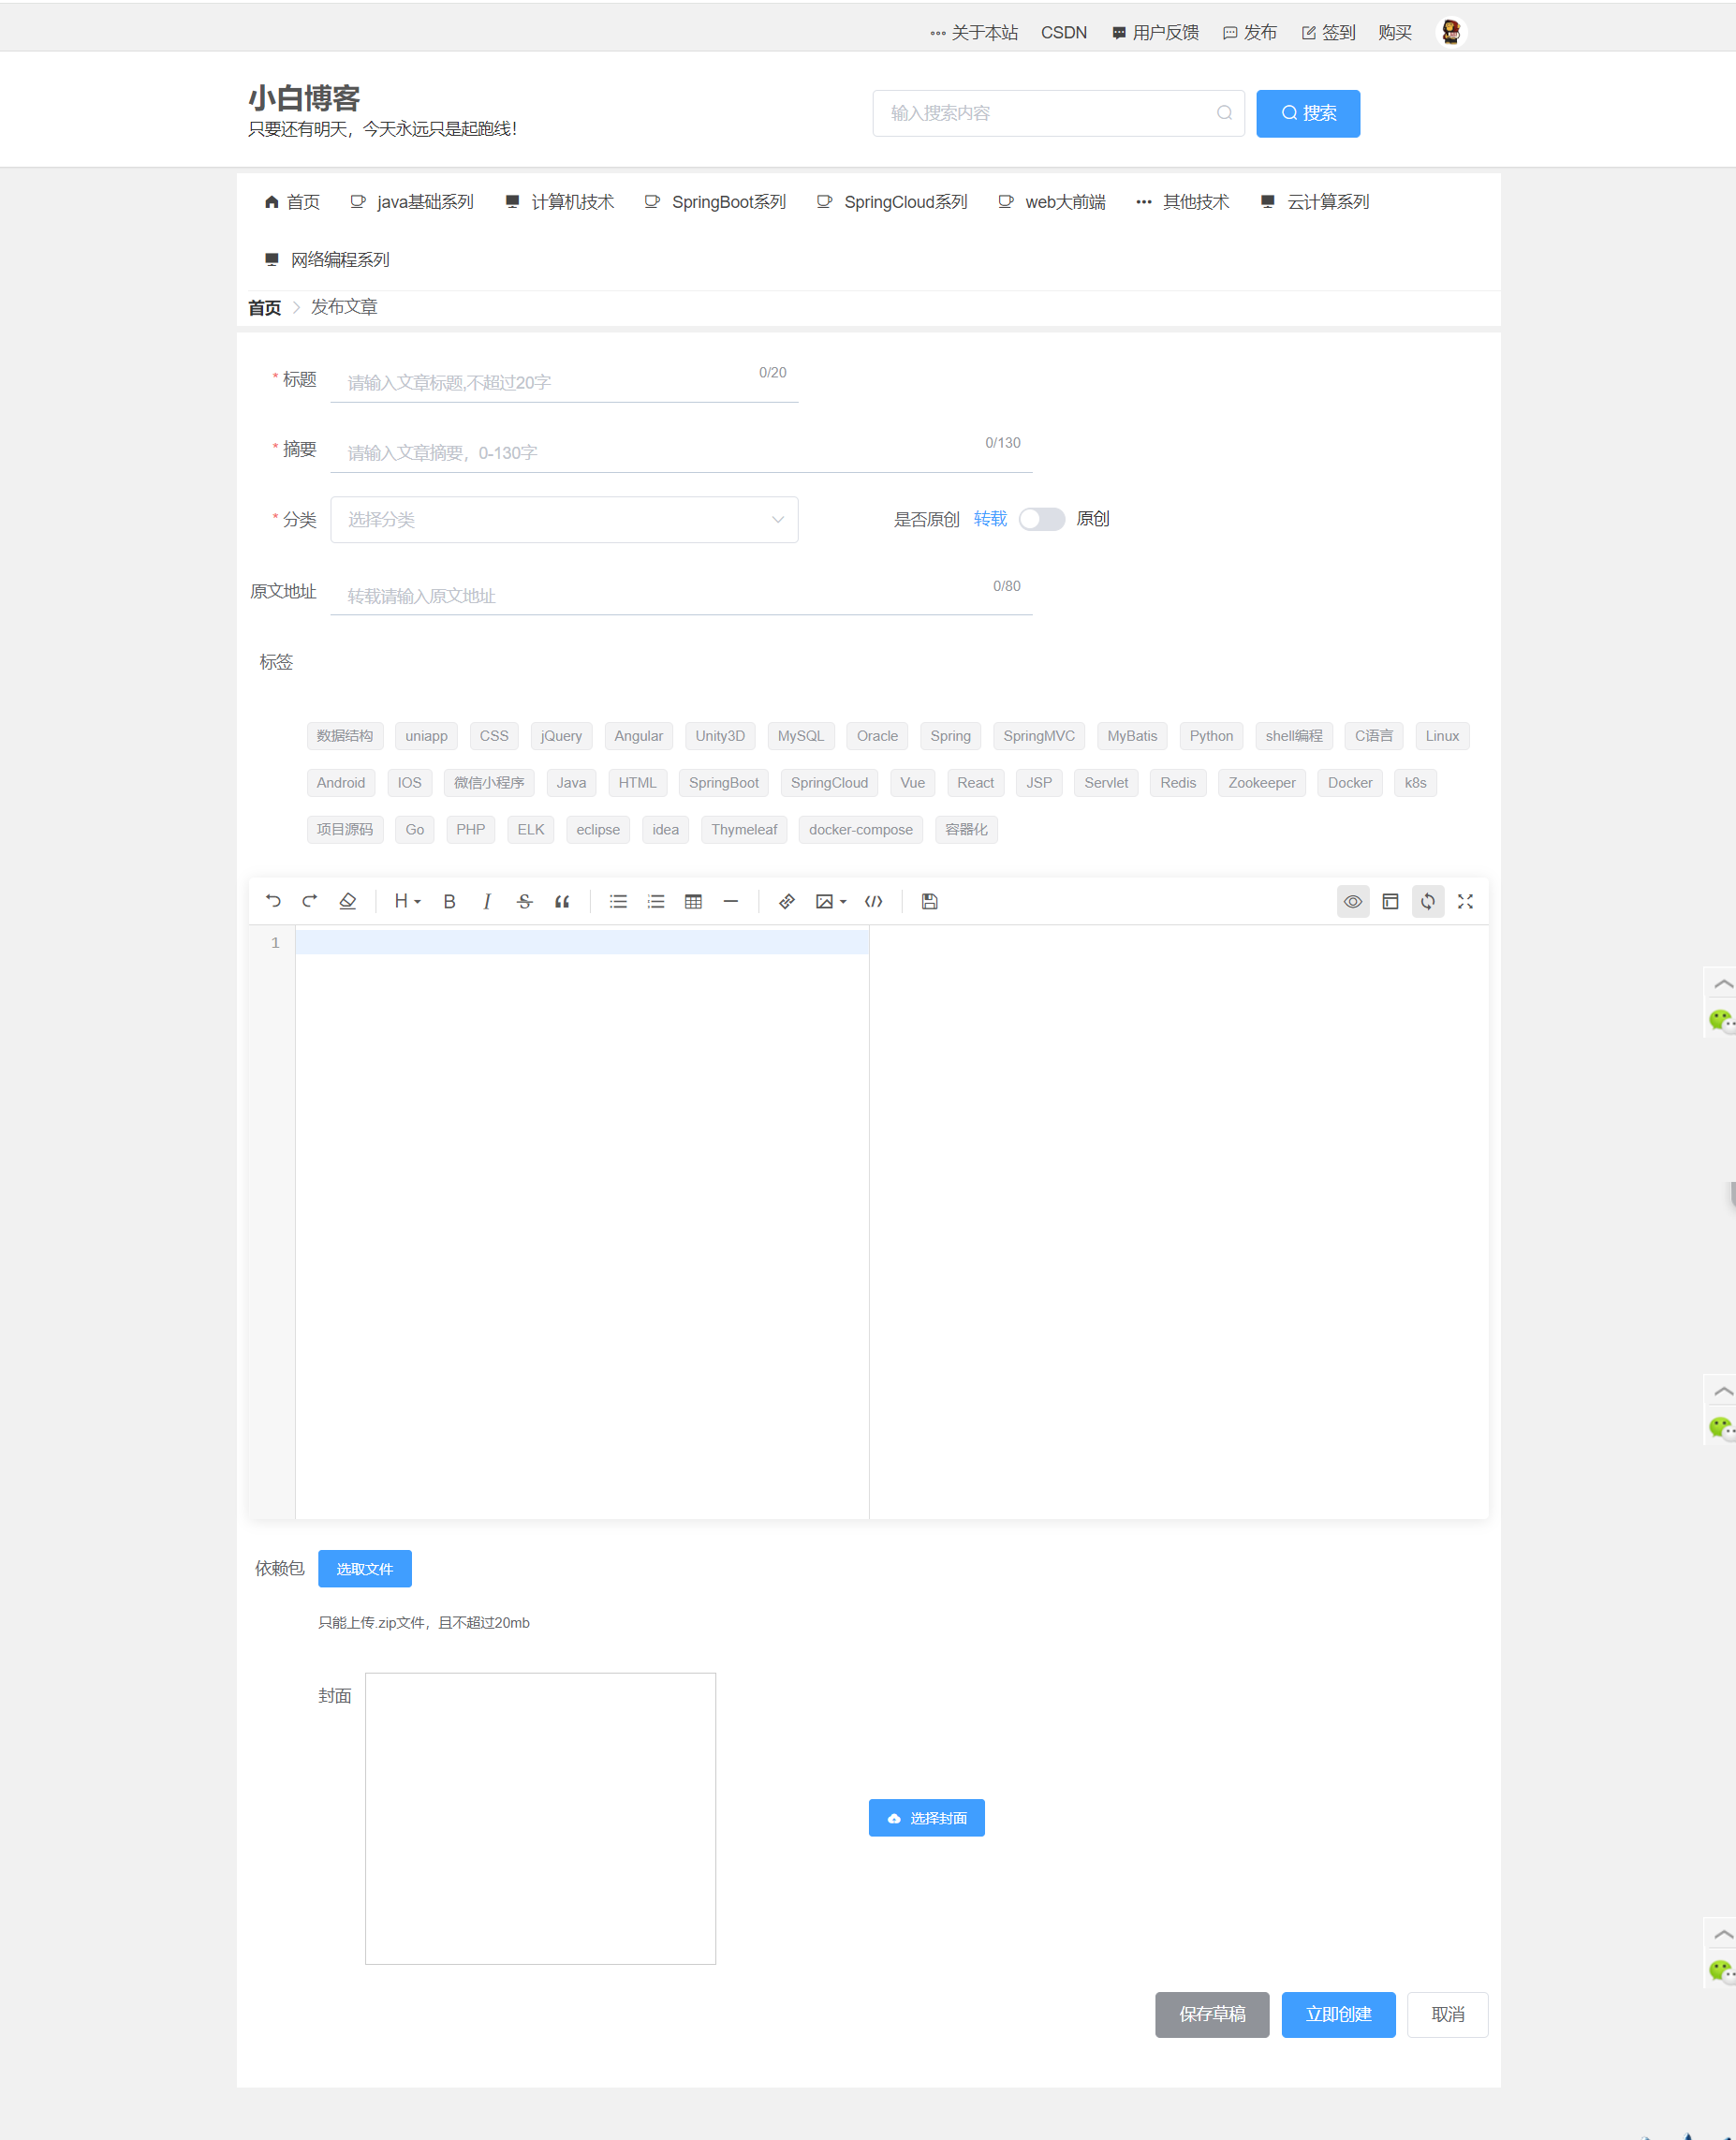 关于本站 CSDN 用户反馈 发布 签到 购买
小白博客
只要还有明天，今天永远只是起跑线！
输入搜索内容 搜索
首页 java基础系列 计算机技术 SpringBoot系列 SpringCloud系列 web大前端 其他技术 云计算系列
网络编程系列
首页 发布文章
* 标题 请输入文章标题,不超过20字 0/20
* 摘要 请输入文章摘要，0-130字 0/130
* 分类 选择分类 是否原创 转载 原创
原文地址 转载请输入原文地址 0/80
标签
数据结构 uniapp CSS jQuery Angular Unity3D MySQL Oracle Spring SpringMVC MyBatis Python shell编程 C语言 Linux
Android IOS 微信小程序 Java HTML SpringBoot SpringCloud Vue React JSP Servlet Redis Zookeeper Docker k8s
项目源码 Go PHP ELK eclipse idea Thymeleaf docker-compose 容器化
H B I S
1
依赖包 选取文件
只能上传.zip文件，且不超过20mb
封面
选择封面
保存草稿 立即创建 取消